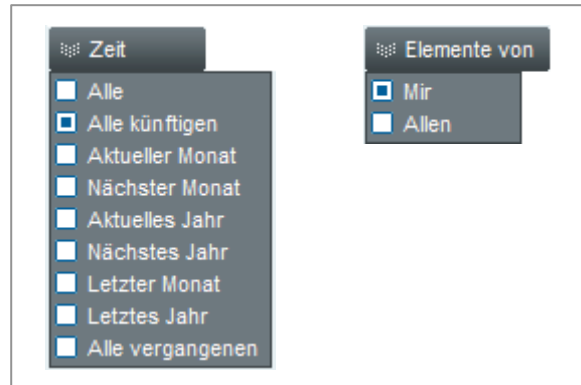 Zeit
Alle
Alle künftigen
Aktueller Monat
Nächster Monat
Aktuelles Jahr
Nächstes Jahr
Letzter Monat
Letztes Jahr
Alle vergangenen
Elemente von
Mir
Allen